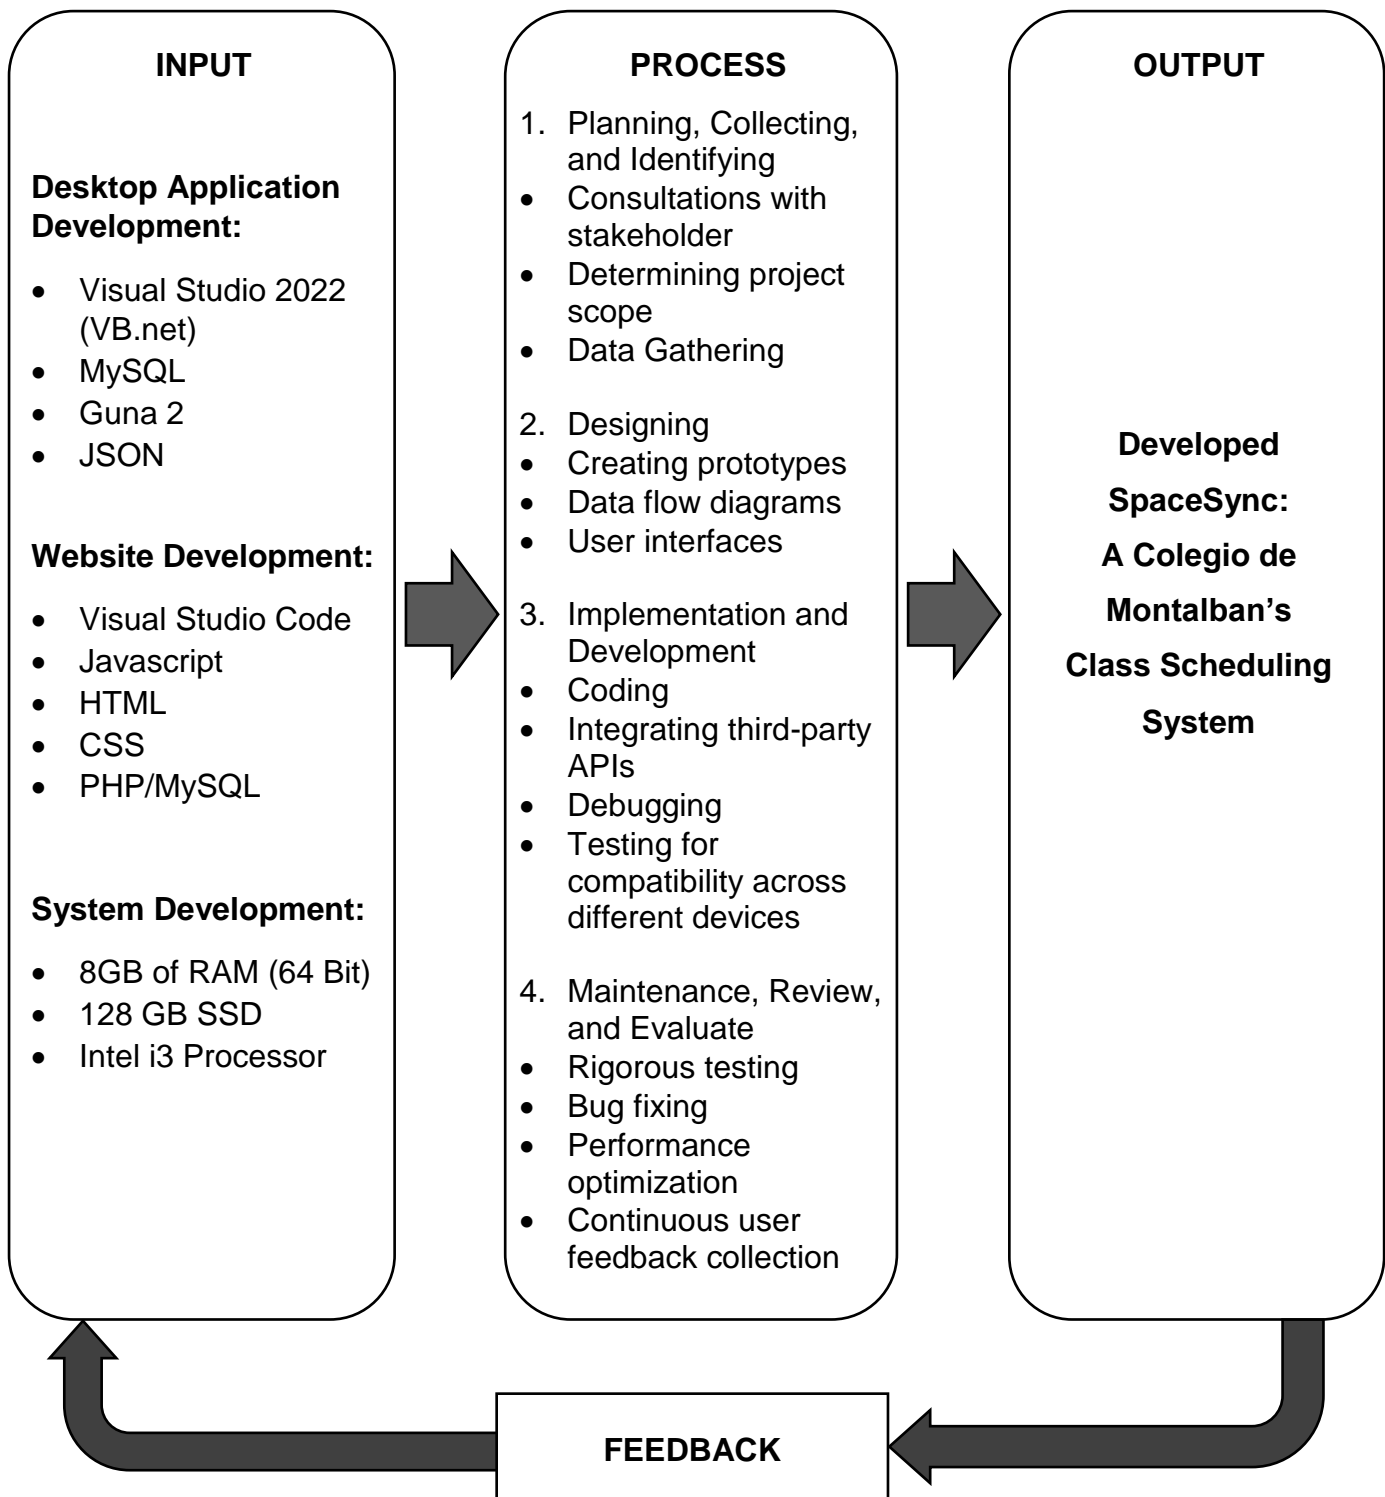 INPUT
Desktop Application
Development:
• Visual Studio 2022
(VB.net)
• MySQL
• Guna 2
• JSON
Website Development:
• Visual Studio Code
• Javascript
• HTML
• CSS
• PHP/MySQL
System Development:
• 8GB of RAM (64 Bit)
• 128 GB SSD
• Intel i3 Processor
PROCESS
1. Planning, Collecting,
and Identifying
• Consultations with
stakeholder
• Determining project
scope
• Data Gathering
2. Designing
• Creating prototypes
• Data flow diagrams
• User interfaces
3. Implementation and
Development
• Coding
• Integrating third-party
APIs
• Debugging
• Testing for
compatibility across
different devices
4. Maintenance, Review,
and Evaluate
• Rigorous testing
• Bug fixing
• Performance
optimization
• Continuous user
feedback collection
OUTPUT
Developed
SpaceSync:
A Colegio de
Montalban’s
Class Scheduling
System
FEEDBACK